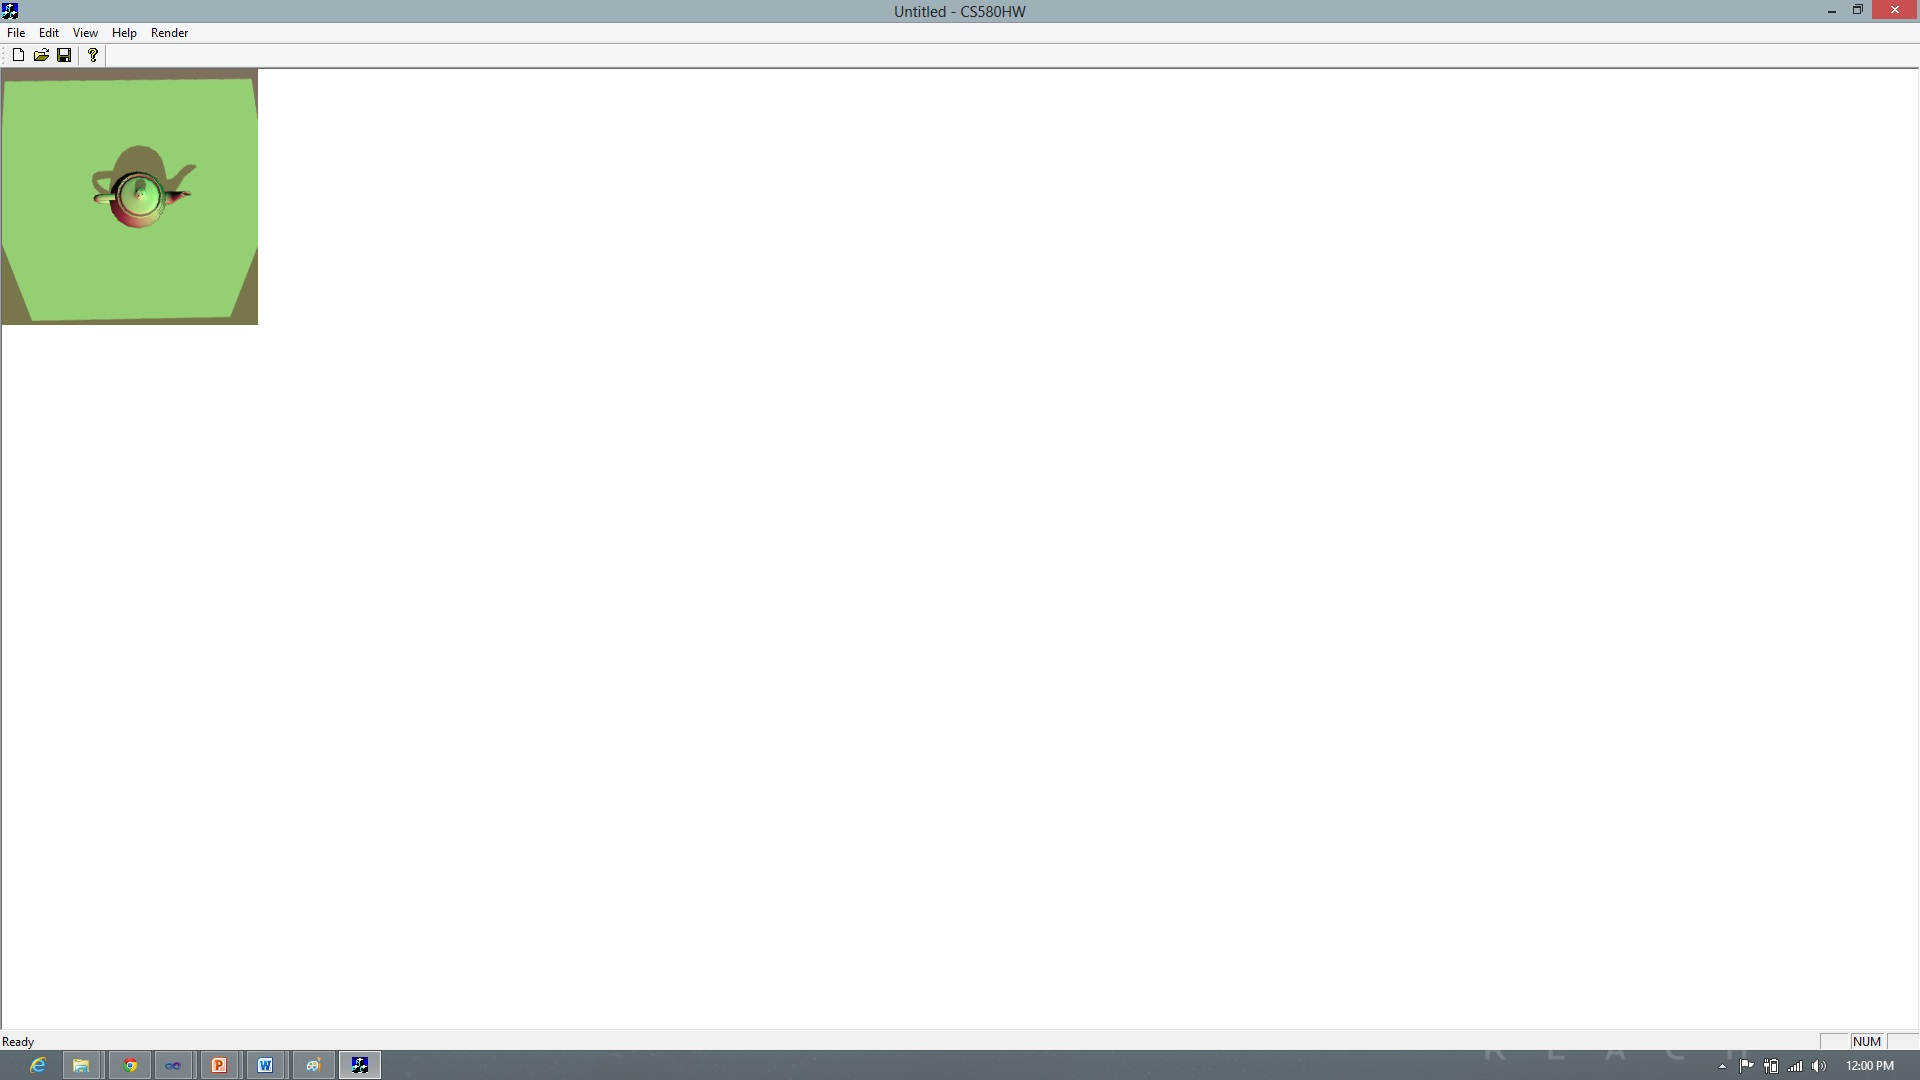 Untitled - CS580HW
File Edit View Help Render
Ready
NUM
R E A C H
12:00 PM